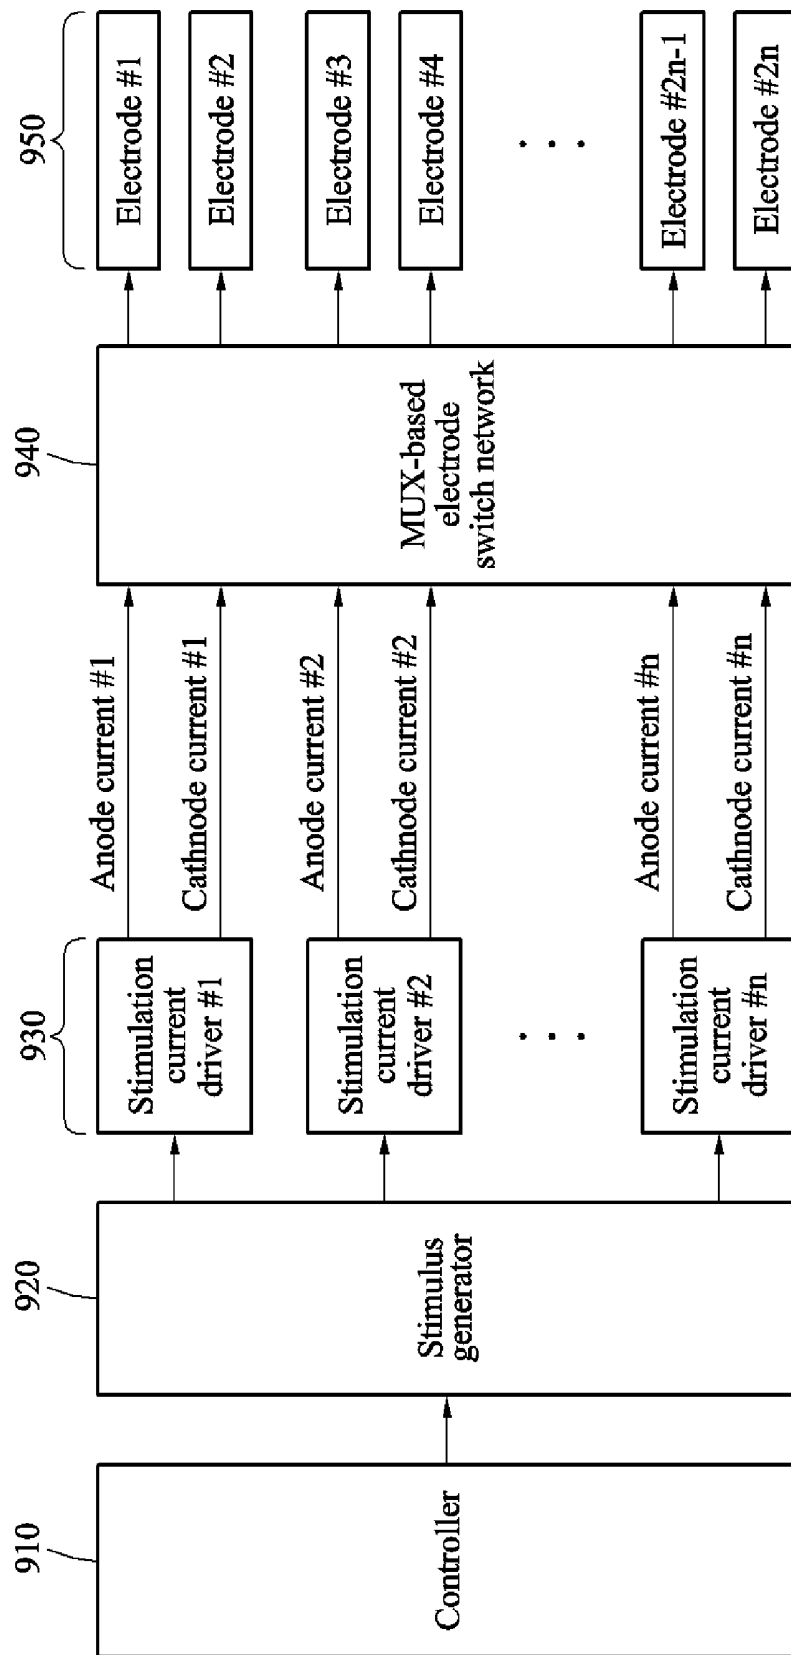 910
920
930
940
950
Controller
Stimulus
generator
Stimulation
current
driver #1
Stimulation
current
driver #2
Stimulation
current
driver #n
Anode current #1
Cathnode current #1
Anode current #2
Cathnode current #2
Anode current #n
Cathnode current #n
MUX-based
electrode
switch network
Electrode #1
Electrode #2
Electrode #3
Electrode #4
Electrode #2n-1
Electrode #2n